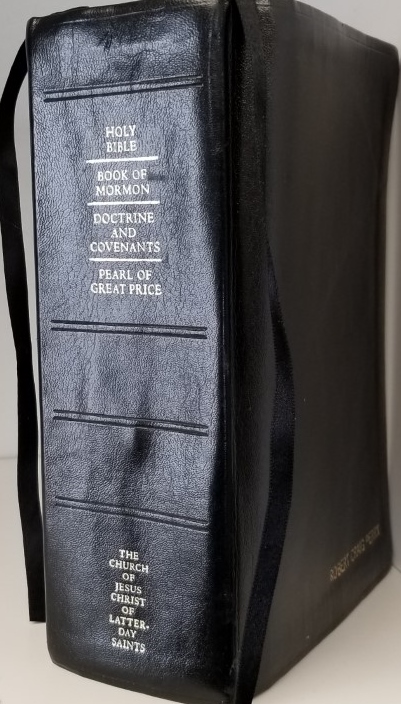 HOLY
BIBLE
BOOK OF
MORMON
DOCTRINE
AND
COVENANTS
PEARL OF
GREAT PRICE
THE
CHURCH
OF
JESUS
CHRIST
OF
LATTER-
DAY
SAINTS
ROBERT